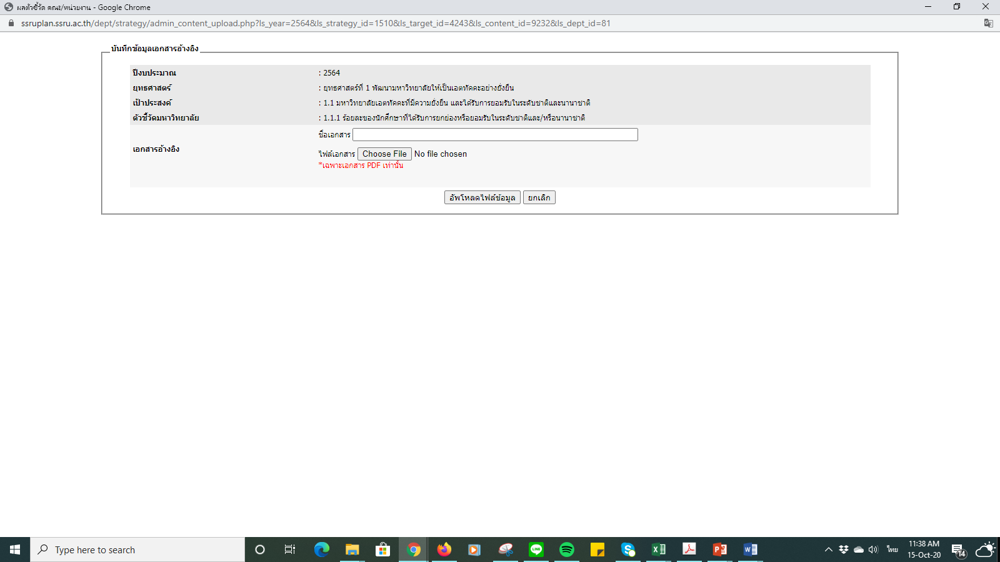 ผลตัวชี้วัด คณะ/หน่วยงาน - Google Chrome
ssruplan.ssru.ac.th/dept/strategy/admin_content_upload.php?ls_year=2564&ls_strategy_id=1510&ls_target_id=4243&ls_content_id=9232&ls_dept_id=81
บันทึกข้อมูลเอกสารอ้างอิง
ปีงบประมาณ : 2564
ยุทธศาสตร์ : ยุทธศาสตร์ที่ 1 พัฒนามหาวิทยาลัยให้เป็นเอตทัคคะอย่างยั่งยืน
เป้าประสงค์ : 1.1 มหาวิทยาลัยเอตทัคคะที่มีความยั่งยืน และได้รับการยอมรับในระดับชาติและนานาชาติ
ตัวชี้วัดมหาวิทยาลัย : 1.1.1 ร้อยละของนักศึกษาที่ได้รับการยกย่องหรือยอมรับในระดับชาติและ/หรือนานาชาติ
ชื่อเอกสาร
เอกสารอ้างอิง
ไฟล์เอกสาร Choose File No file chosen
*เฉพาะเอกสาร PDF เท่านั้น
อัพโหลดไฟล์ข้อมูล ยกเลิก
Type here to search
LINE
ไทย
11:38 AM
15-Oct-20
14